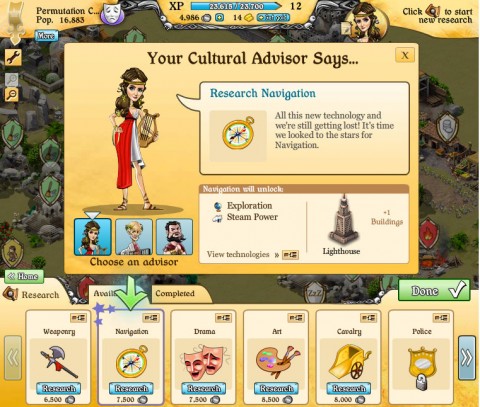 Permutation C...
Pop. 16,883
More
XP 23,615 / 23,700 12
4,986 14
Click to start
new research
Your Cultural Advisor Says...
X
Research Navigation
All this new technology and
we're still getting lost! It's time
we looked to the stars for
Navigation.
Navigation will unlock:
Exploration
Steam Power
+1
Buildings
Lighthouse
View technologies »
Choose an advisor
« Home
Research
Completed
Done
Weaponry
Navigation
Drama
Art
Cavalry
Police
Research
Research
Research
Research
Research
6,500
7,500
7,500
8,500
8,000